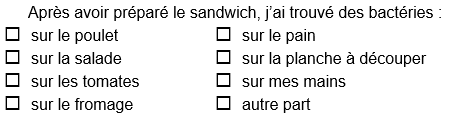 Après avoir préparé le sandwich, j'ai trouvé des bactéries :
☐ sur le poulet ☐ sur le pain
☐ sur la salade ☐ sur la planche à découper
☐ sur les tomates ☐ sur mes mains
☐ sur le fromage ☐ autre part